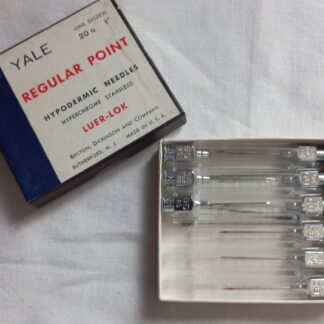 ONE DOZEN
YALE 20 G 1"
REGULAR POINT
HYPODERMIC NEEDLES
HYPERCHROME STAINLESS
LUER-LOK
BECTON, DICKINSON AND COMPANY
RUTHERFORD, N. J. MADE IN U.S.A.